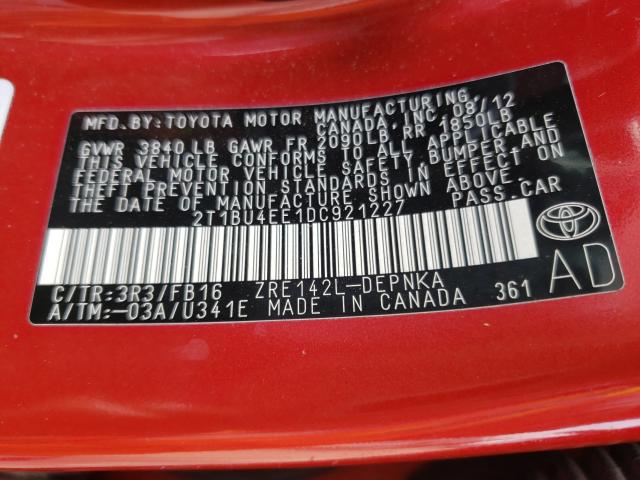 MFD.BY:TOYOTA MOTOR MANUFACTURING
CANADA,INC. 08/12
GVWR 3840LB GAWR FR 2090LB RR 1850LB
THIS VEHICLE CONFORMS TO ALL APPLICABLE
FEDERAL MOTOR VEHICLE SAFETY, BUMPER, AND
THEFT PREVENTION STANDARDS IN EFFECT ON
THE DATE OF MANUFACTURE SHOWN ABOVE.
2T1BU4EE1DC921227 PASS.CAR
TOYOTA
AD
C/TR:3R3/FB16 ZRE142L-DEPNKA
A/TM:-03A/U341E MADE IN CANADA 361